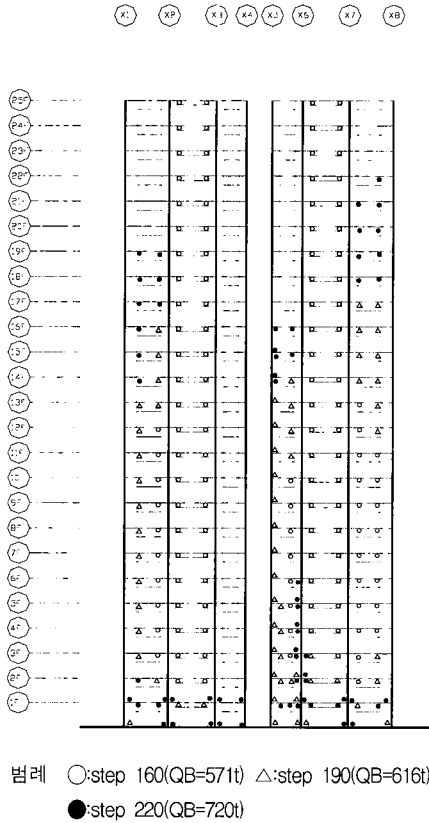 X1 X2 X3 X4 X5 X7 X8
25F
24F
23F
22F
21F
20F
19F
18F
17F
16F
15F
14F
13F
12F
11F
10
9F
8F
7F
6F
5F
4F
3F
2F
1F
범례 ○:step 160(QB=571t) △:step 190(QB=616t)
●:step 220(QB=720t)